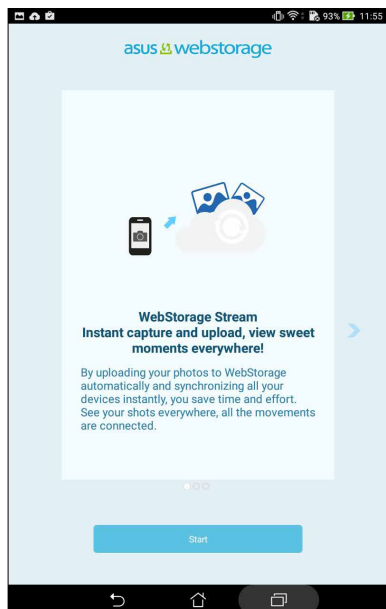 93% 11:55
asus webstorage
WebStorage Stream
Instant capture and upload, view sweet
moments everywhere!
By uploading your photos to WebStorage
automatically and synchronizing all your
devices instantly, you save time and effort.
See your shots everywhere, all the movements
are connected.
Start